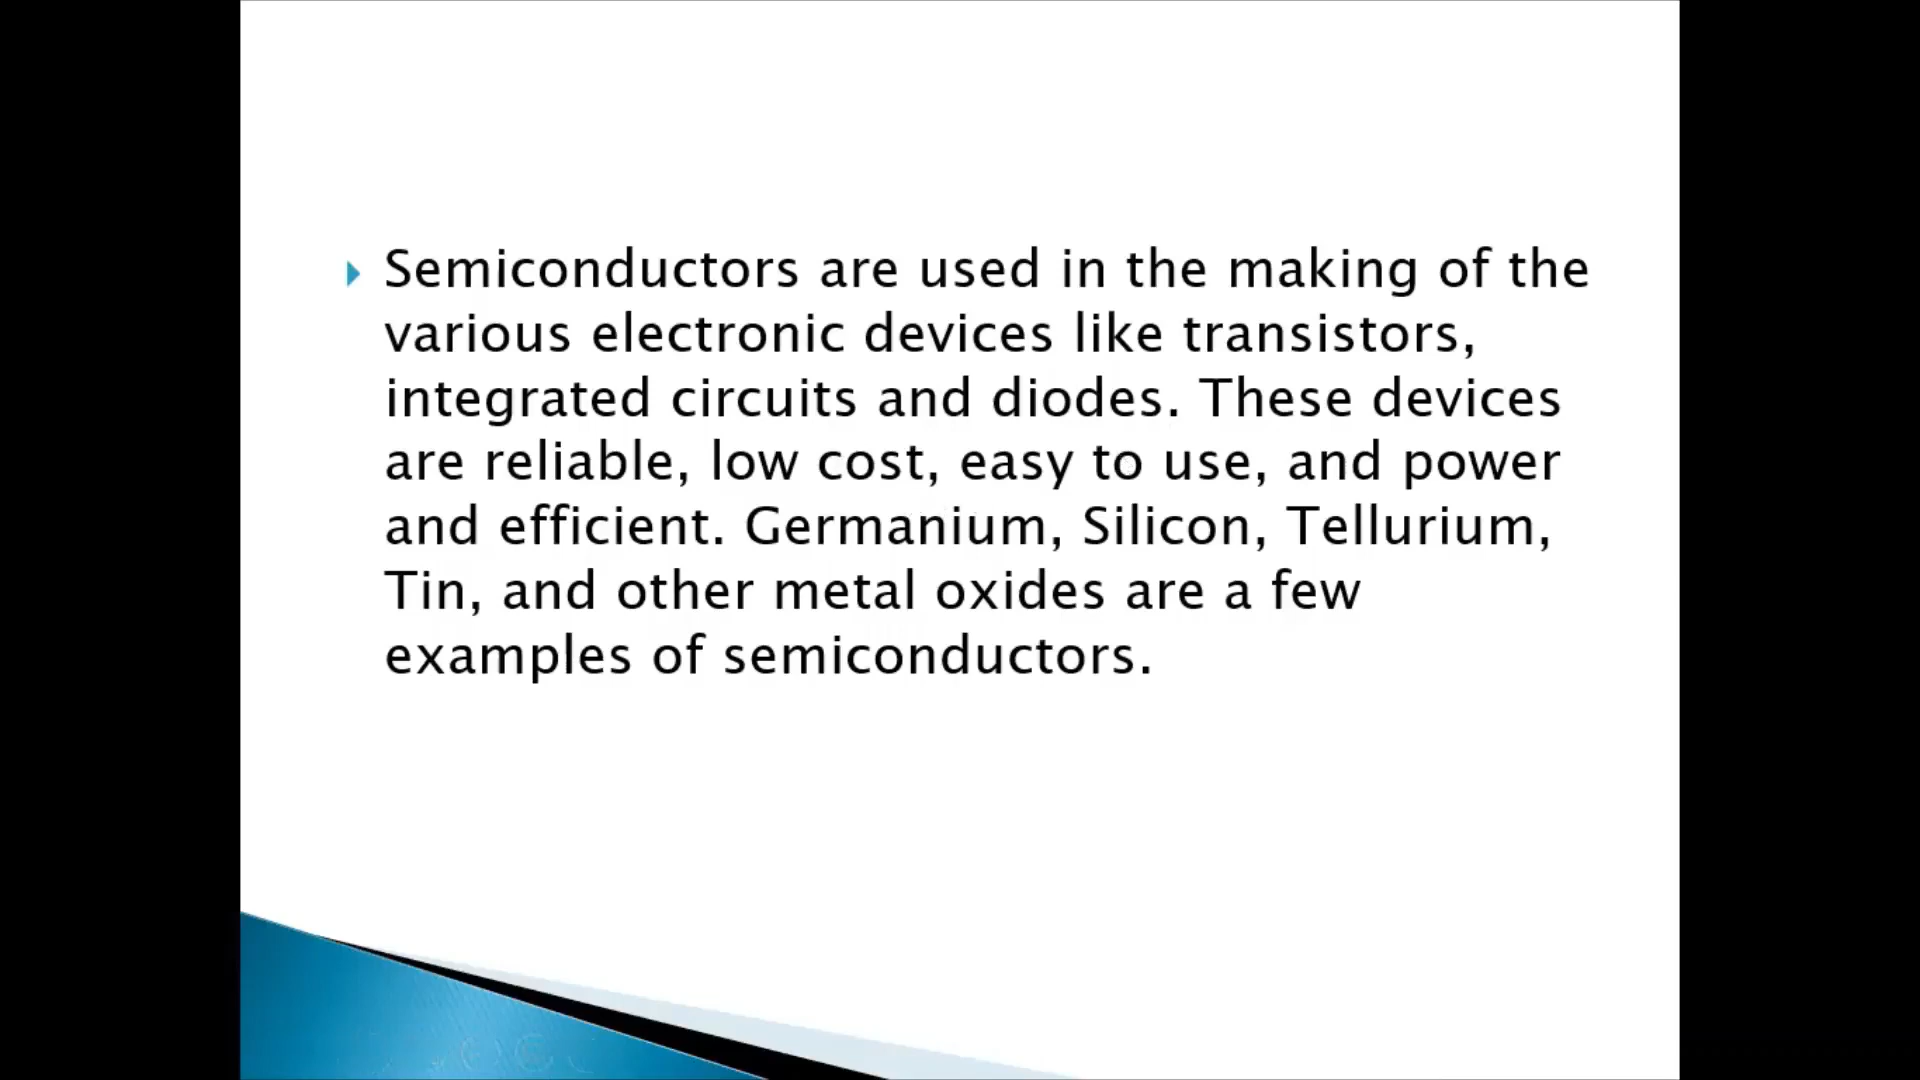 Semiconductors are used in the making of the
various electronic devices like transistors,
integrated circuits and diodes. These devices
are reliable, low cost, easy to use, and power
and efficient. Germanium, Silicon, Tellurium,
Tin, and other metal oxides are a few
examples of semiconductors.